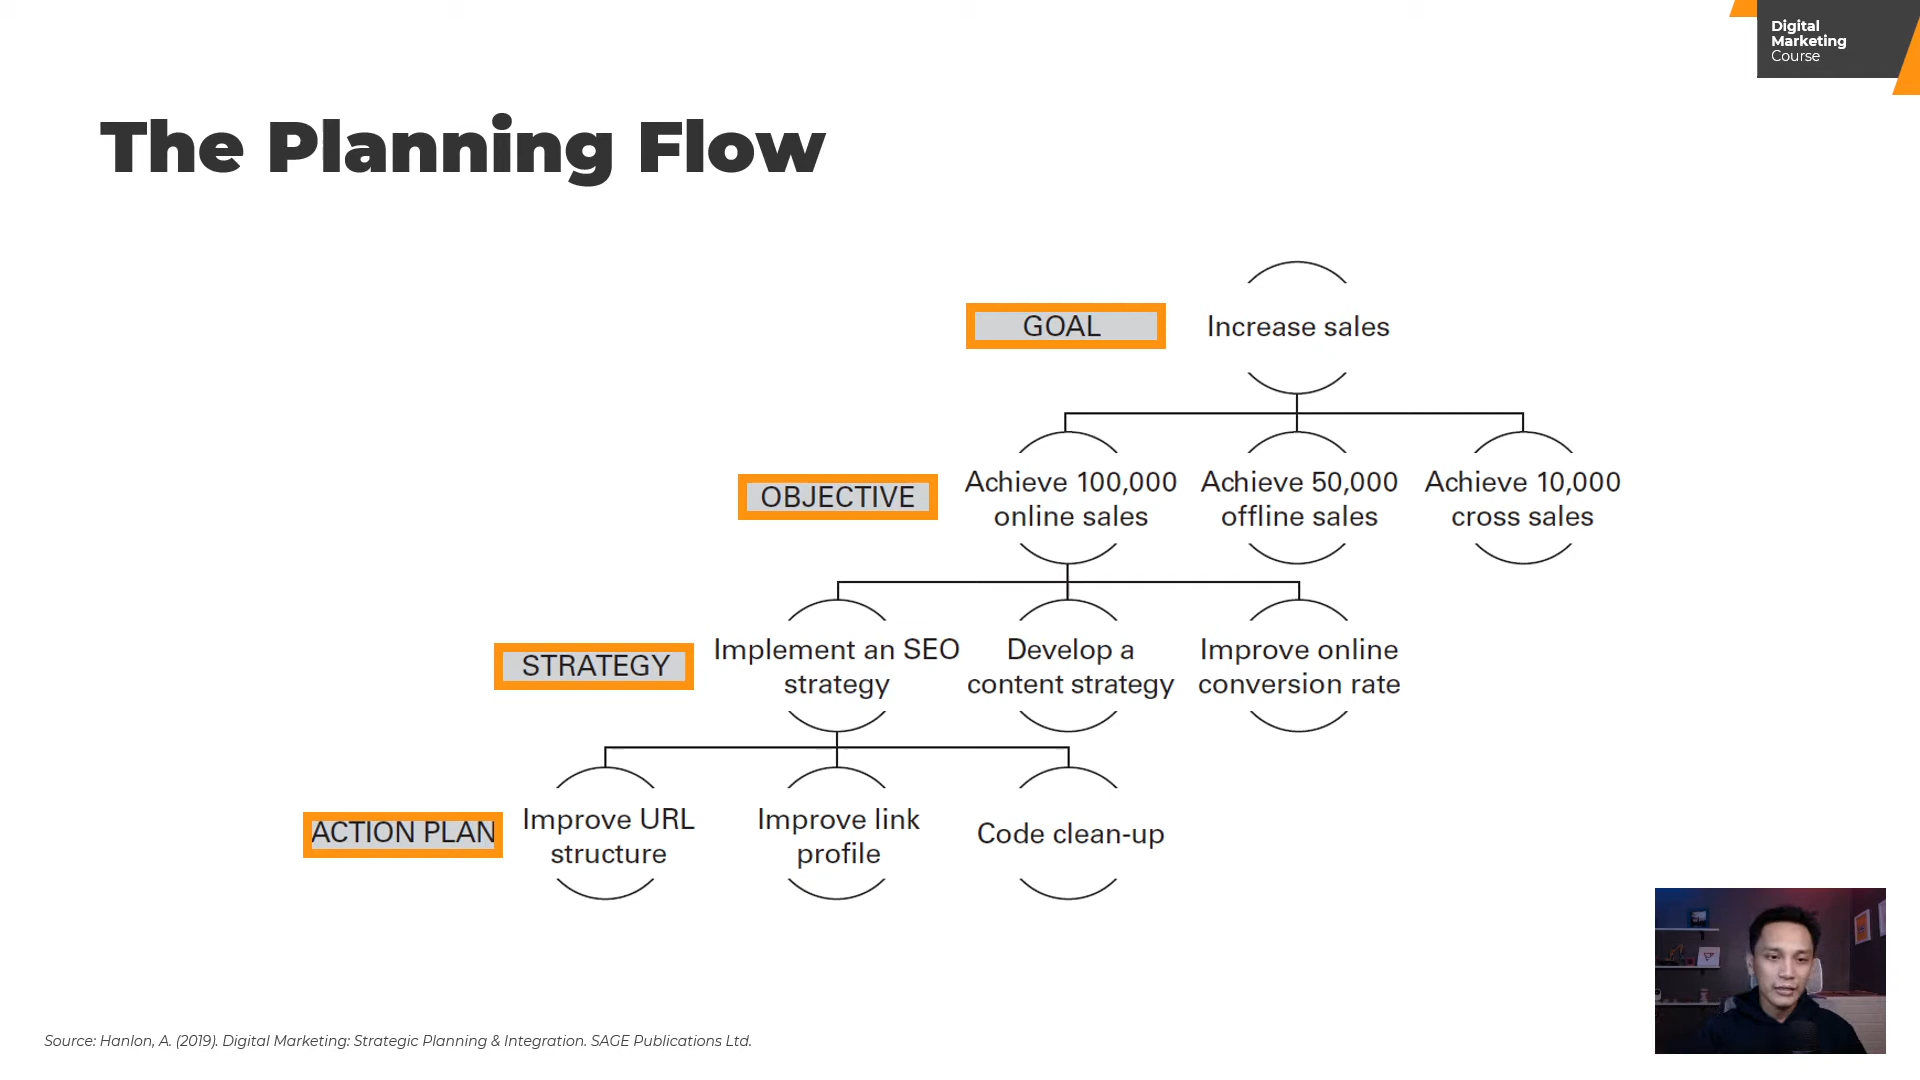 Digital
Marketing
Course
The Planning Flow
GOAL
Increase sales
OBJECTIVE
Achieve 100,000
online sales
Achieve 50,000
offline sales
Achieve 10,000
cross sales
STRATEGY
Implement an SEO
strategy
Develop a
content strategy
Improve online
conversion rate
ACTION PLAN
Improve URL
structure
Improve link
profile
Code clean-up
Source: Hanlon, A. (2019). Digital Marketing: Strategic Planning & Integration. SAGE Publications Ltd.